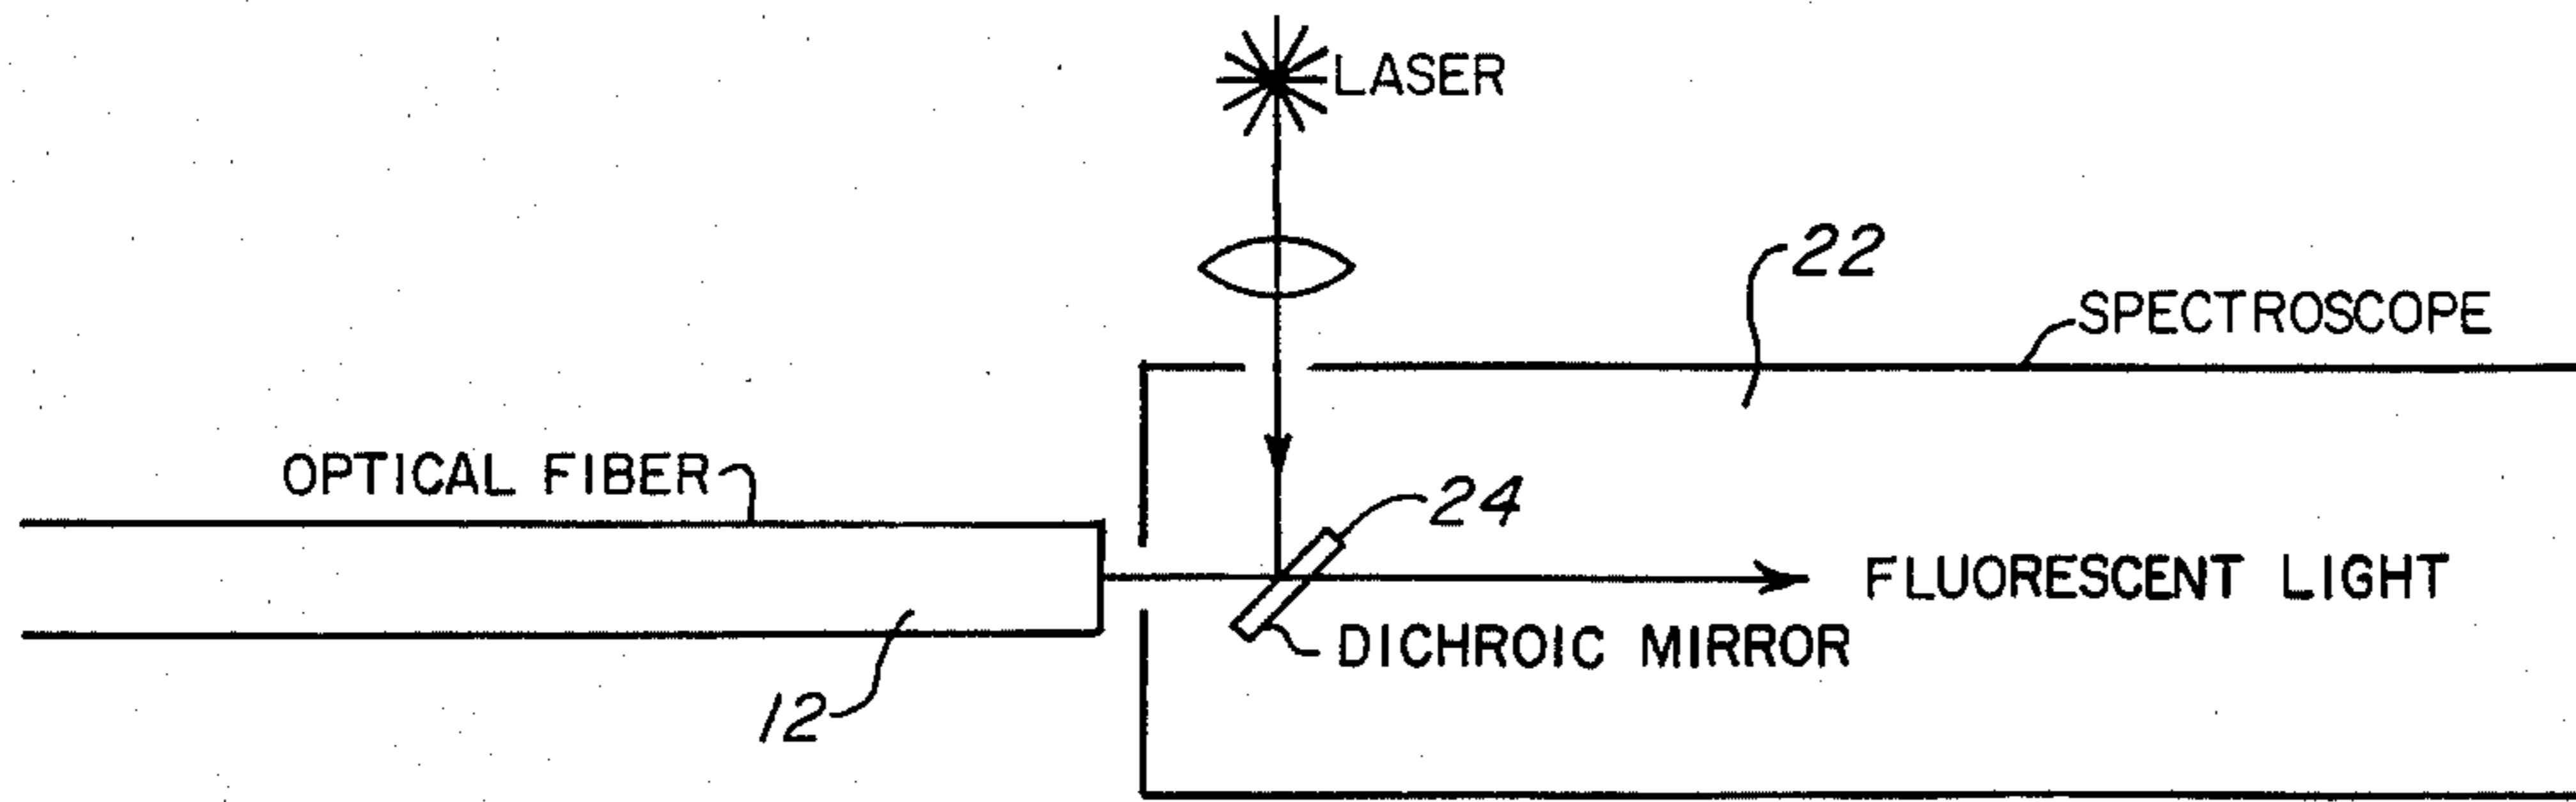 LASER
22
SPECTROSCOPE
OPTICAL FIBER
24
FLUORESCENT LIGHT
DICHROIC MIRROR
12